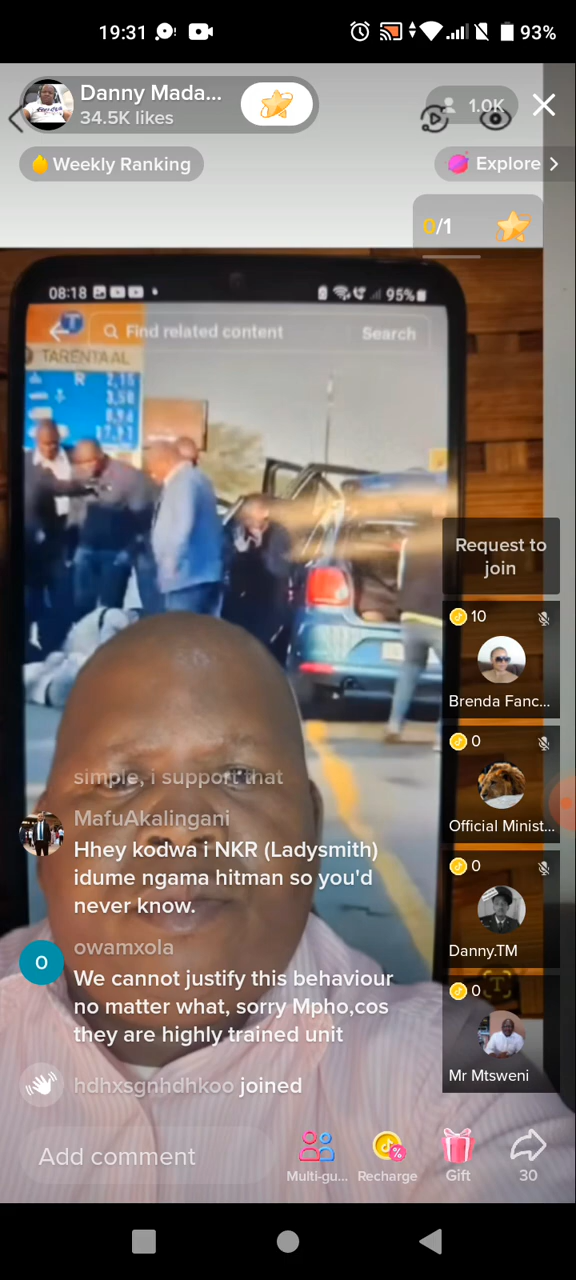 19:31
93%
Danny Mada...
34.5K likes
1.0K
Weekly Ranking
Explore
0/1
08:18
95%
Find related content
Search
TARENTAAL
R 2,15
3,50
Request to
join
10
Brenda Fanc...
0
Official Minist...
0
Danny.TM
0
Mr Mtsweni
simple, i support that
MafuAkalingani
Hhey kodwa i NKR (Ladysmith)
idume ngama hitman so you'd
never know.
O
owamxola
We cannot justify this behaviour
no matter what, sorry Mpho,cos
they are highly trained unit
hdhxsgnhdhkoo joined
Add comment
Multi-gu...
Recharge
Gift
30